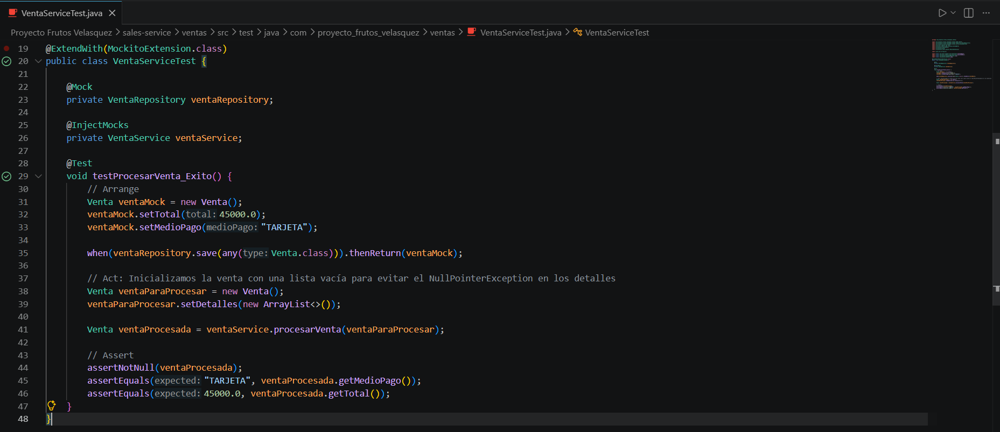 VentaServiceTest.java
Proyecto Frutos Velasquez > sales-service > ventas > src > test > java > com > proyecto_frutos_velasquez > ventas > VentaServiceTest.java > VentaServiceTest
19 @ExtendWith(MockitoExtension.class)
20 public class VentaServiceTest {
21
22 @Mock
23 private VentaRepository ventaRepository;
24
25 @InjectMocks
26 private VentaService ventaService;
27
28 @Test
29 void testProcesarVenta_Exito() {
30 // Arrange
31 Venta ventaMock = new Venta();
32 ventaMock.setTotal(total: 45000.0);
33 ventaMock.setMedioPago(medioPago: "TARJETA");
34
35 when(ventaRepository.save(any(type: Venta.class))).thenReturn(ventaMock);
36
37 // Act: Inicializamos la venta con una lista vacía para evitar el NullPointerException en los detalles
38 Venta ventaParaProcesar = new Venta();
39 ventaParaProcesar.setDetalles(new ArrayList<>());
40
41 Venta ventaProcesada = ventaService.procesarVenta(ventaParaProcesar);
42
43 // Assert
44 assertNotNull(ventaProcesada);
45 assertEquals(expected: "TARJETA", ventaProcesada.getMedioPago());
46 assertEquals(expected: 45000.0, ventaProcesada.getTotal());
47 }
48 }